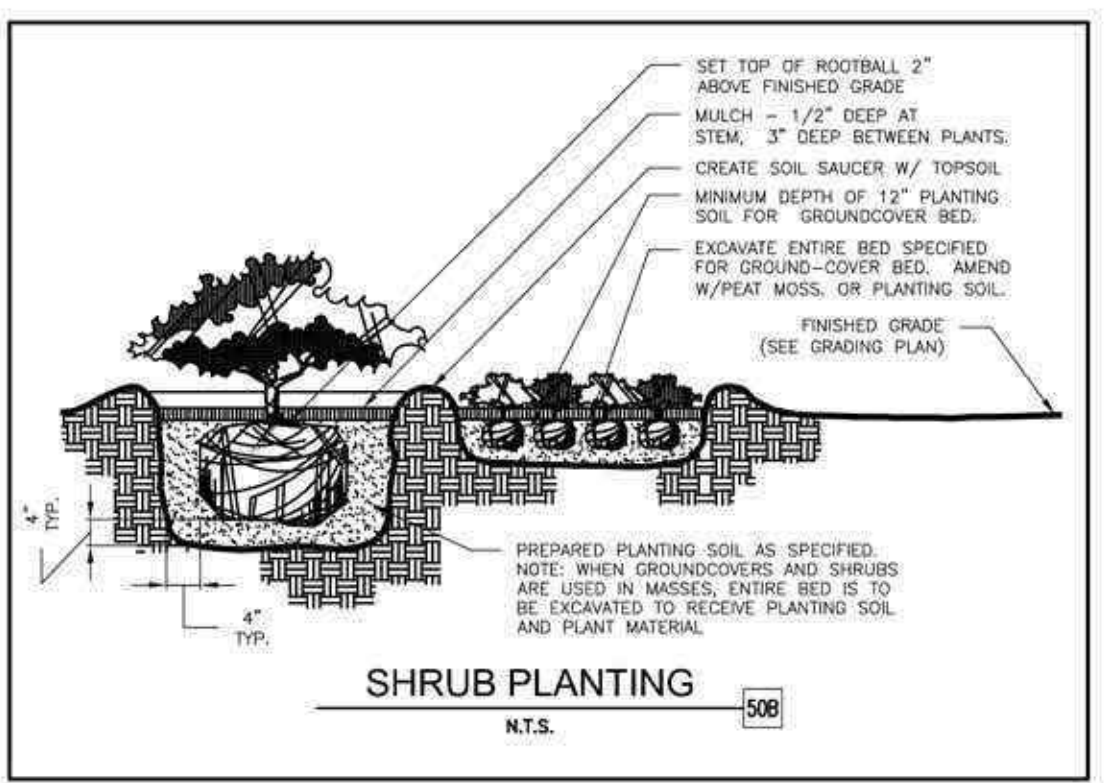 SET TOP OF ROOTBALL 2"
ABOVE FINISHED GRADE
MULCH - 1/2" DEEP AT
STEM, 3" DEEP BETWEEN PLANTS.
CREATE SOIL SAUCER W/ TOPSOIL
MINIMUM DEPTH OF 12" PLANTING
SOIL FOR GROUNDCOVER BED.
EXCAVATE ENTIRE BED SPECIFIED
FOR GROUND-COVER BED. AMEND
W/PEAT MOSS. OR PLANTING SOIL.
FINISHED GRADE
(SEE GRADING PLAN)
4"
TYP.
4"
TYP.
PREPARED PLANTING SOIL AS SPECIFIED.
NOTE: WHEN GROUNDCOVERS AND SHRUBS
ARE USED IN MASSES, ENTIRE BED IS TO
BE EXCAVATED TO RECEIVE PLANTING SOIL
AND PLANT MATERIAL
SHRUB PLANTING
50B
N.T.S.